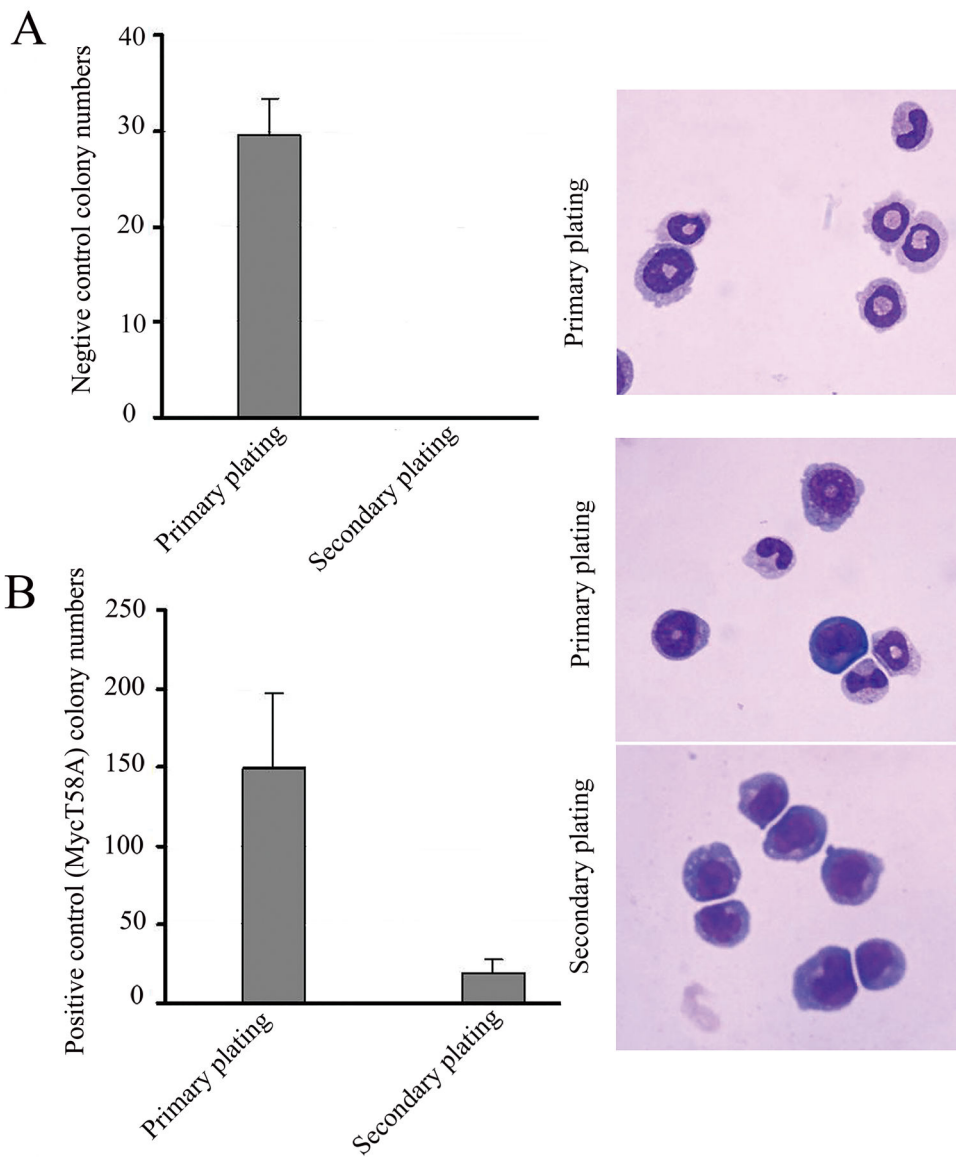 A
Negtive control colony numbers
40
30
20
10
0
Primary plating
Secondary plating
Primary plating
B
Positive control (MycT58A) colony numbers
250
200
150
100
50
0
Primary plating
Secondary plating
Primary plating
Secondary plating